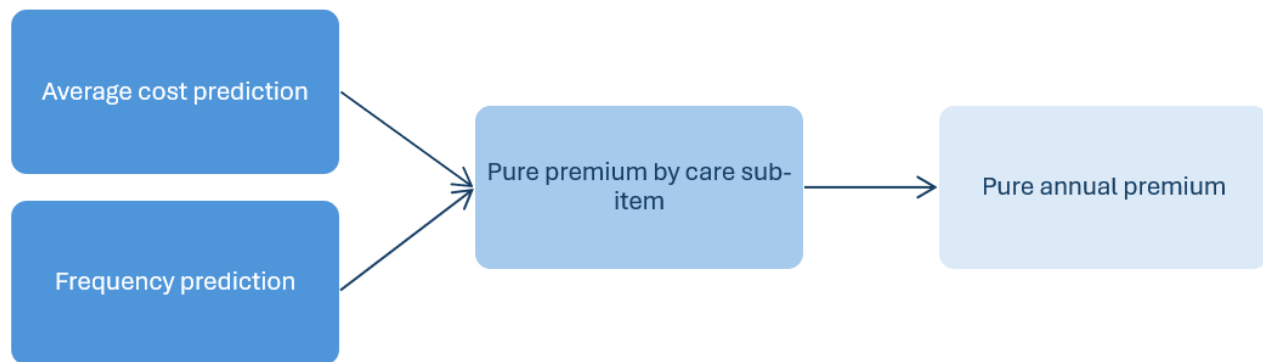 Average cost prediction
Frequency prediction
Pure premium by care sub-
item
Pure annual premium